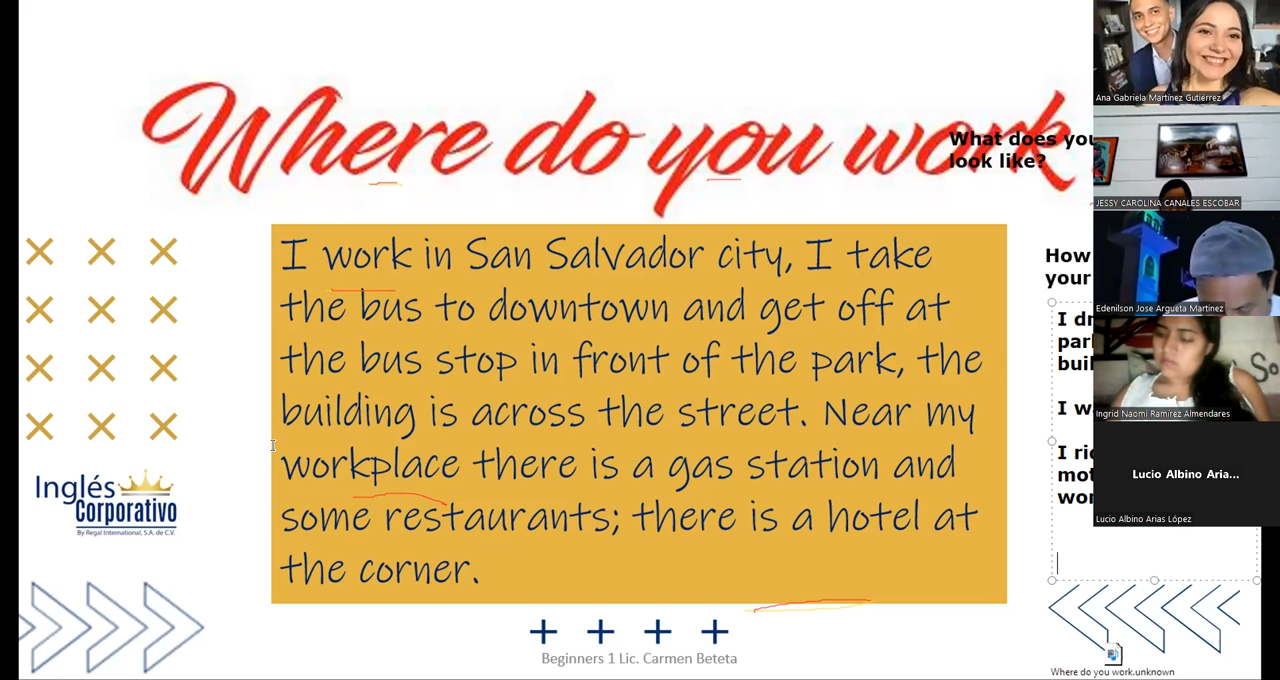 Where do you work
What does you
look like?
I work in San Salvador city, I take
the bus to downtown and get off at
the bus stop in front of the park, the
building is across the street. Near my
workplace there is a gas station and
some restaurants; there is a hotel at
the corner.
How
your
I dr
par
buil
I w
I ri
mot
wor
Inglés
Corporativo
By Regal International, S.A. de C.V.
Beginners 1 Lic. Carmen Beteta
Where do you work.unknown
Ana Gabriela Martinez Gutiérrez
JESSY CAROLINA CANALES ESCOBAR
Edenilson Jose Argueta Martinez
So
Ingrid Naomi Ramirez Almendares
Lucio Albino Aria...
Lucio Albino Arias López